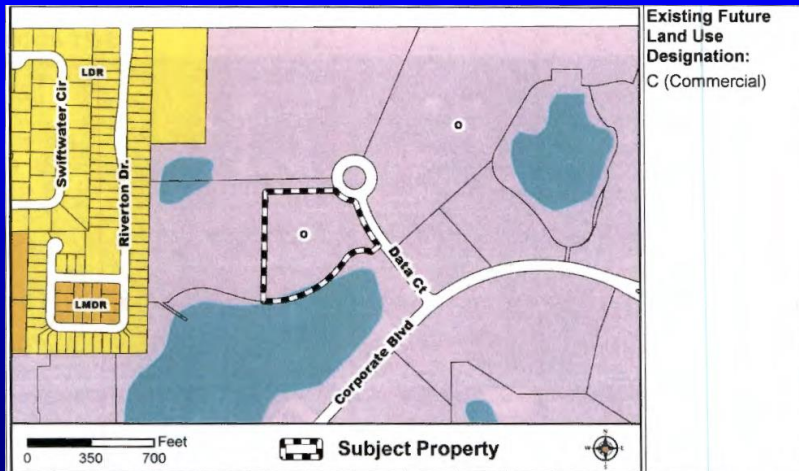 Existing Future
Land Use
Designation:
C (Commercial)
LDR
Swiftwater Cir
Riverton Dr.
O
O
Data Ct
LMDR
Corporate Blvd
Feet
0 350 700
Subject Property
N
W E
S